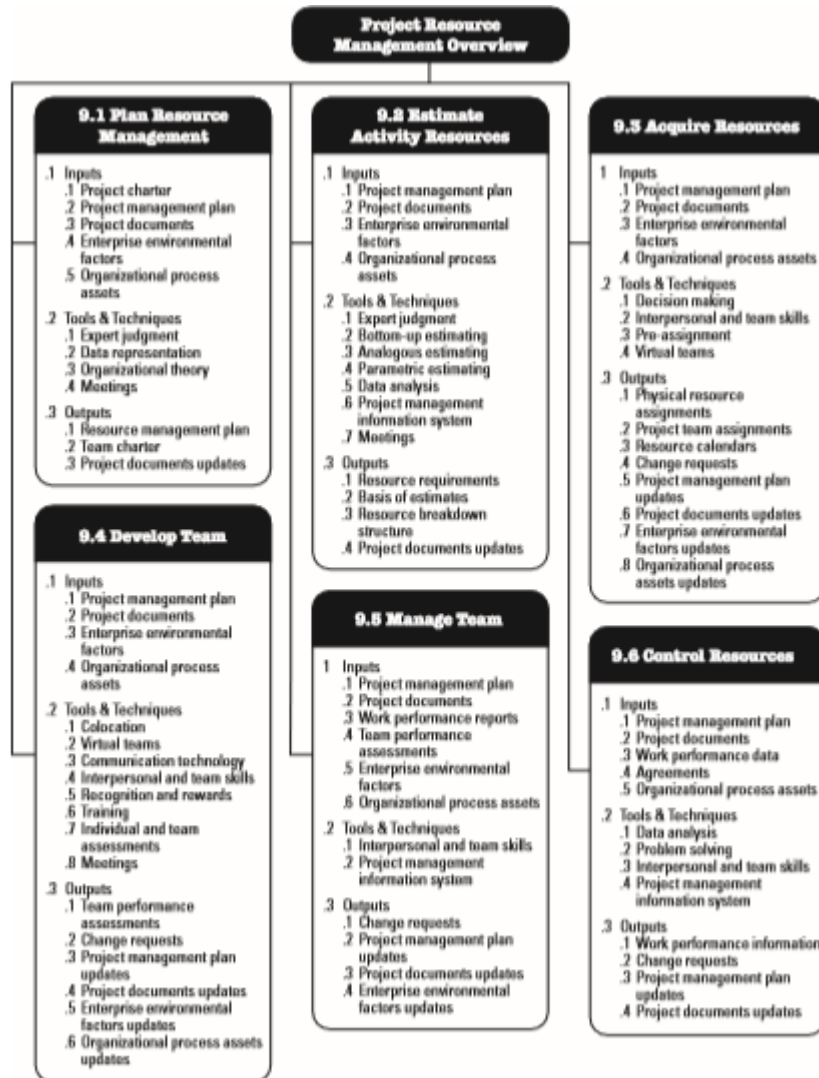 Project Resource
Management Overview
9.1 Plan Resource
Management
.1 Inputs
.1 Project charter
.2 Project management plan
.3 Project documents
.4 Enterprise environmental
factors
.5 Organizational process
assets
.2 Tools & Techniques
.1 Expert judgment
.2 Data representation
.3 Organizational theory
.4 Meetings
.3 Outputs
.1 Resource management plan
.2 Team charter
.3 Project documents updates
9.2 Estimate
Activity Resources
.1 Inputs
.1 Project management plan
.2 Project documents
.3 Enterprise environmental
factors
.4 Organizational process
assets
.2 Tools & Techniques
.1 Expert judgment
.2 Bottom-up estimating
.3 Analogous estimating
.4 Parametric estimating
.5 Data analysis
.6 Project management
information system
.7 Meetings
.3 Outputs
.1 Resource requirements
.2 Basis of estimates
.3 Resource breakdown
structure
.4 Project documents updates
9.3 Acquire Resources
1 Inputs
.1 Project management plan
.2 Project documents
.3 Enterprise environmental
factors
.4 Organizational process assets
.2 Tools & Techniques
.1 Decision making
.2 Interpersonal and team skills
.3 Pre-assignment
.4 Virtual teams
.3 Outputs
.1 Physical resource
assignments
.2 Project team assignments
.3 Resource calendars
.4 Change requests
.5 Project management plan
updates
.6 Project documents updates
.7 Enterprise environmental
factors updates
.8 Organizational process
assets updates
9.4 Develop Team
.1 Inputs
.1 Project management plan
.2 Project documents
.3 Enterprise environmental
factors
.4 Organizational process
assets
.2 Tools & Techniques
.1 Colocation
.2 Virtual teams
.3 Communication technology
.4 Interpersonal and team skills
.5 Recognition and rewards
.6 Training
.7 Individual and team
assessments
.8 Meetings
.3 Outputs
.1 Team performance
assessments
.2 Change requests
.3 Project management plan
updates
.4 Project documents updates
.5 Enterprise environmental
factors updates
.6 Organizational process assets
updates
9.5 Manage Team
1 Inputs
.1 Project management plan
.2 Project documents
.3 Work performance reports
.4 Team performance
assessments
.5 Enterprise environmental
factors
.6 Organizational process assets
.2 Tools & Techniques
.1 Interpersonal and team skills
.2 Project management
information system
.3 Outputs
.1 Change requests
.2 Project management plan
updates
.3 Project documents updates
.4 Enterprise environmental
factors updates
9.6 Control Resources
.1 Inputs
.1 Project management plan
.2 Project documents
.3 Work performance data
.4 Agreements
.5 Organizational process assets
.2 Tools & Techniques
.1 Data analysis
.2 Problem solving
.3 Interpersonal and team skills
.4 Project management
information system
.3 Outputs
.1 Work performance information
.2 Change requests
.3 Project management plan
updates
.4 Project documents updates